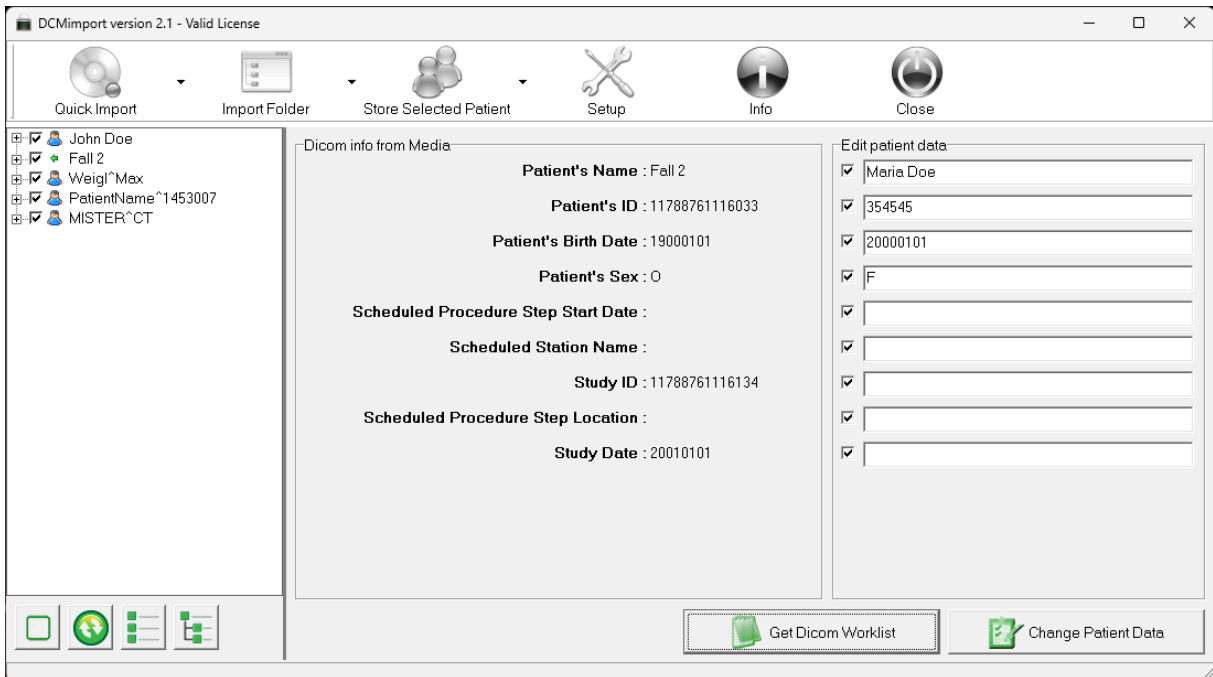 DCMimport version 2.1 - Valid License
Quick Import
Import Folder
Store Selected Patient
Setup
Info
Close
John Doe
Fall 2
Weigl^Max
PatientName^1453007
MISTER^CT
Dicom info from Media
Patient's Name : Fall 2
Patient's ID : 11788761116033
Patient's Birth Date : 19000101
Patient's Sex : O
Scheduled Procedure Step Start Date :
Scheduled Station Name :
Study ID : 11788761116134
Scheduled Procedure Step Location :
Study Date : 20010101
Edit patient data
Maria Doe
354545
20000101
F
Get Dicom Worklist
Change Patient Data